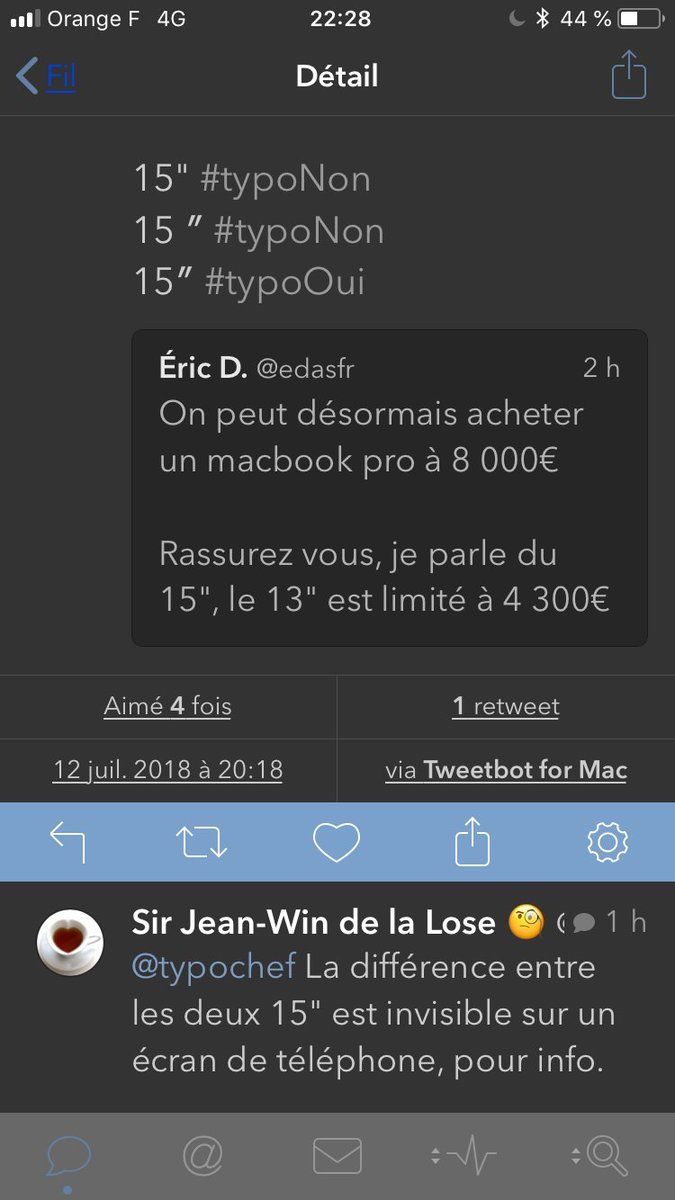 Orange F 4G 22:28 44 %
Fil Détail
15" #typoNon
15 ″ #typoNon
15″ #typoOui
Éric D. @edasfr 2 h
On peut désormais acheter
un macbook pro à 8 000€
Rassurez vous, je parle du
15", le 13" est limité à 4 300€
Aimé 4 fois 1 retweet
12 juil. 2018 à 20:18 via Tweetbot for Mac
Sir Jean-Win de la Lose 🧐 1 h
@typochef La différence entre
les deux 15" est invisible sur un
écran de téléphone, pour info.